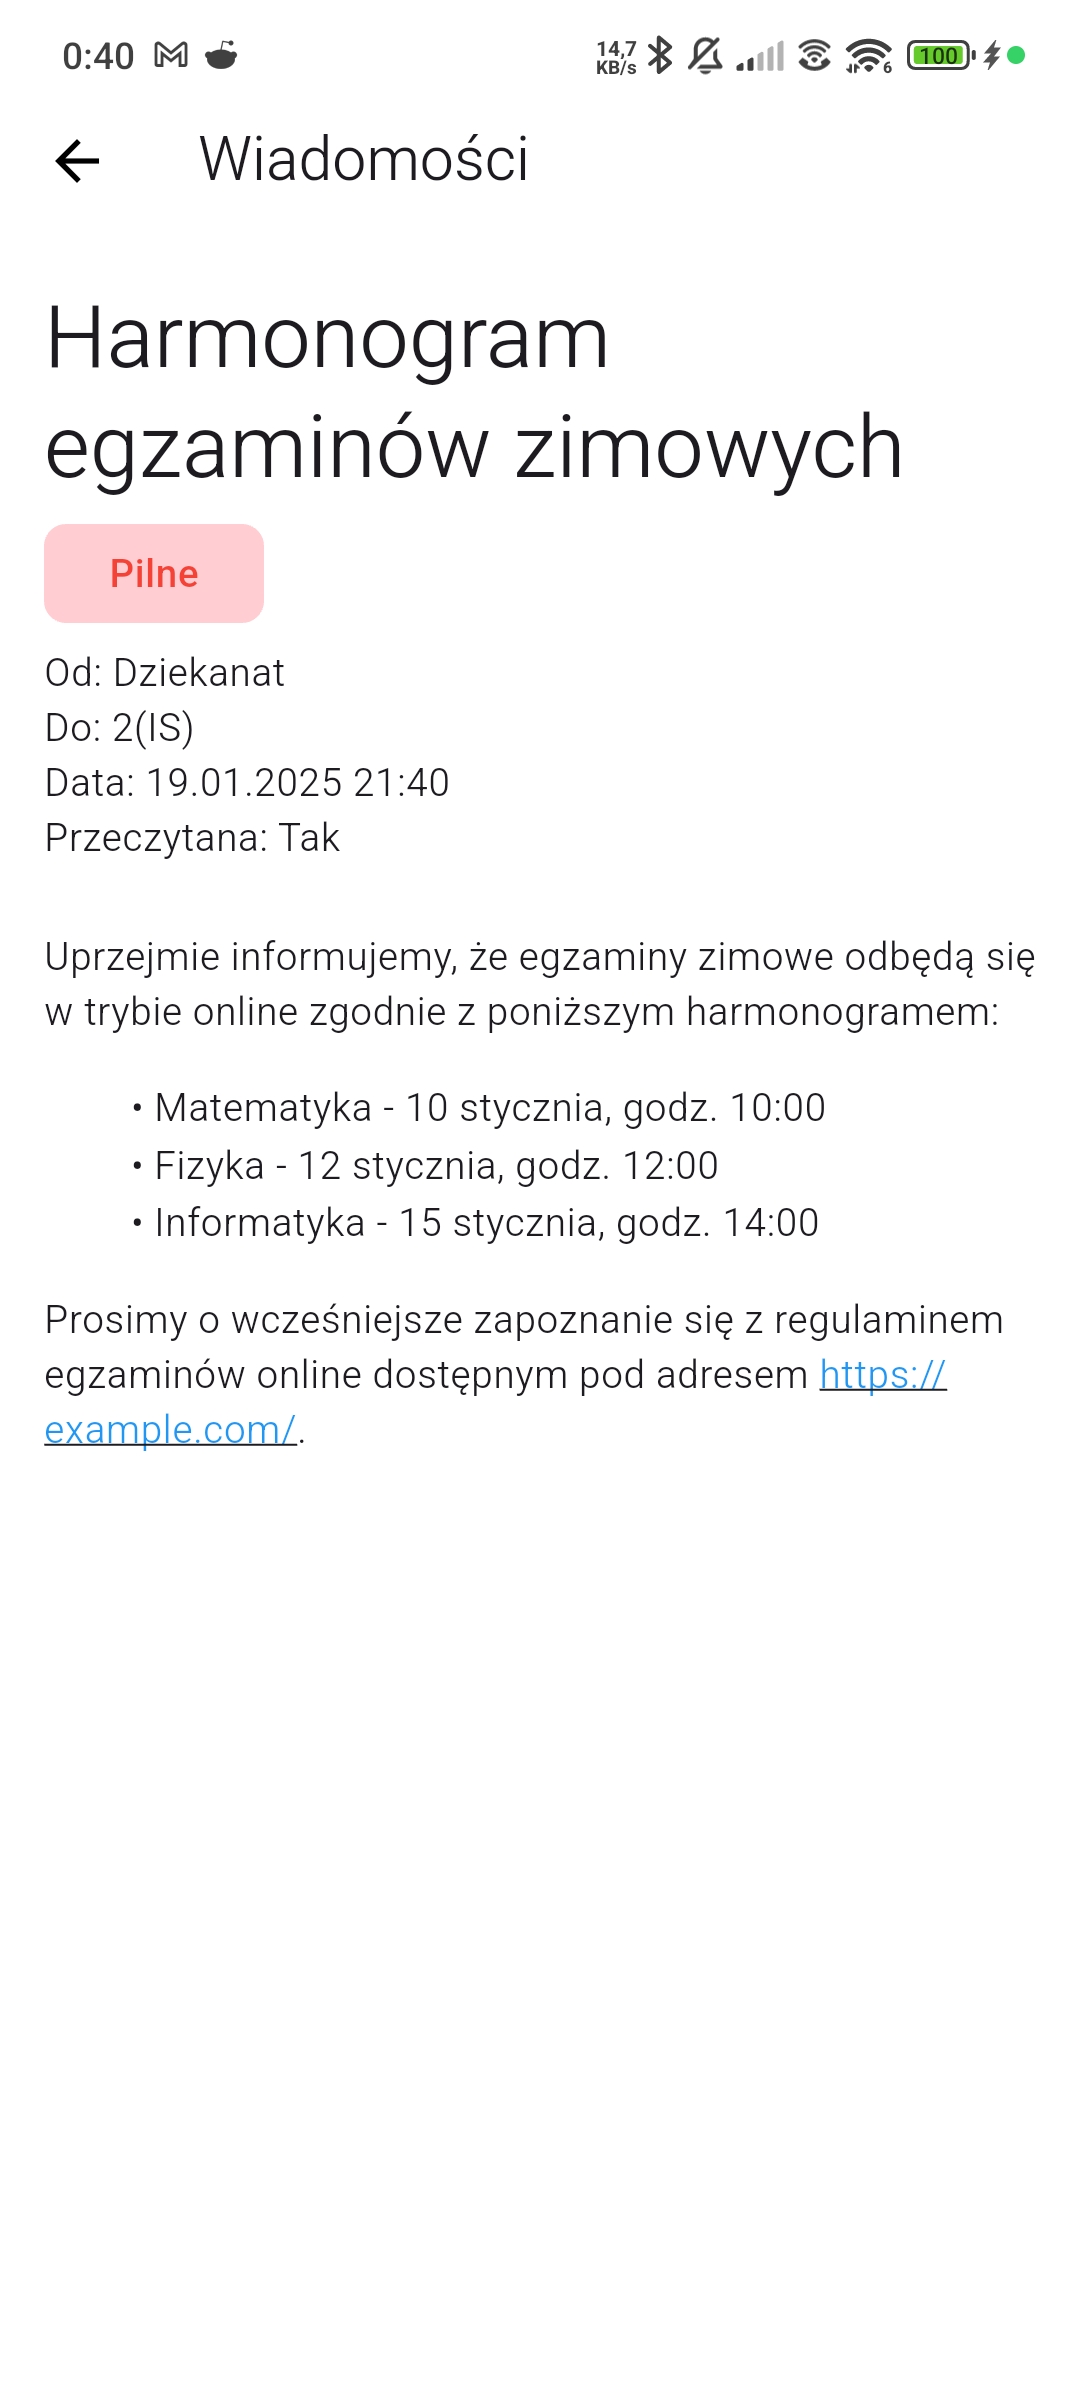 0:40
14,7
KB/s
6
100
Wiadomości
Harmonogram
egzaminów zimowych
Pilne
Od: Dziekanat
Do: 2(IS)
Data: 19.01.2025 21:40
Przeczytana: Tak
Uprzejmie informujemy, że egzaminy zimowe odbędą się
w trybie online zgodnie z poniższym harmonogramem:
• Matematyka - 10 stycznia, godz. 10:00
• Fizyka - 12 stycznia, godz. 12:00
• Informatyka - 15 stycznia, godz. 14:00
Prosimy o wcześniejsze zapoznanie się z regulaminem
egzaminów online dostępnym pod adresem https://
example.com/.